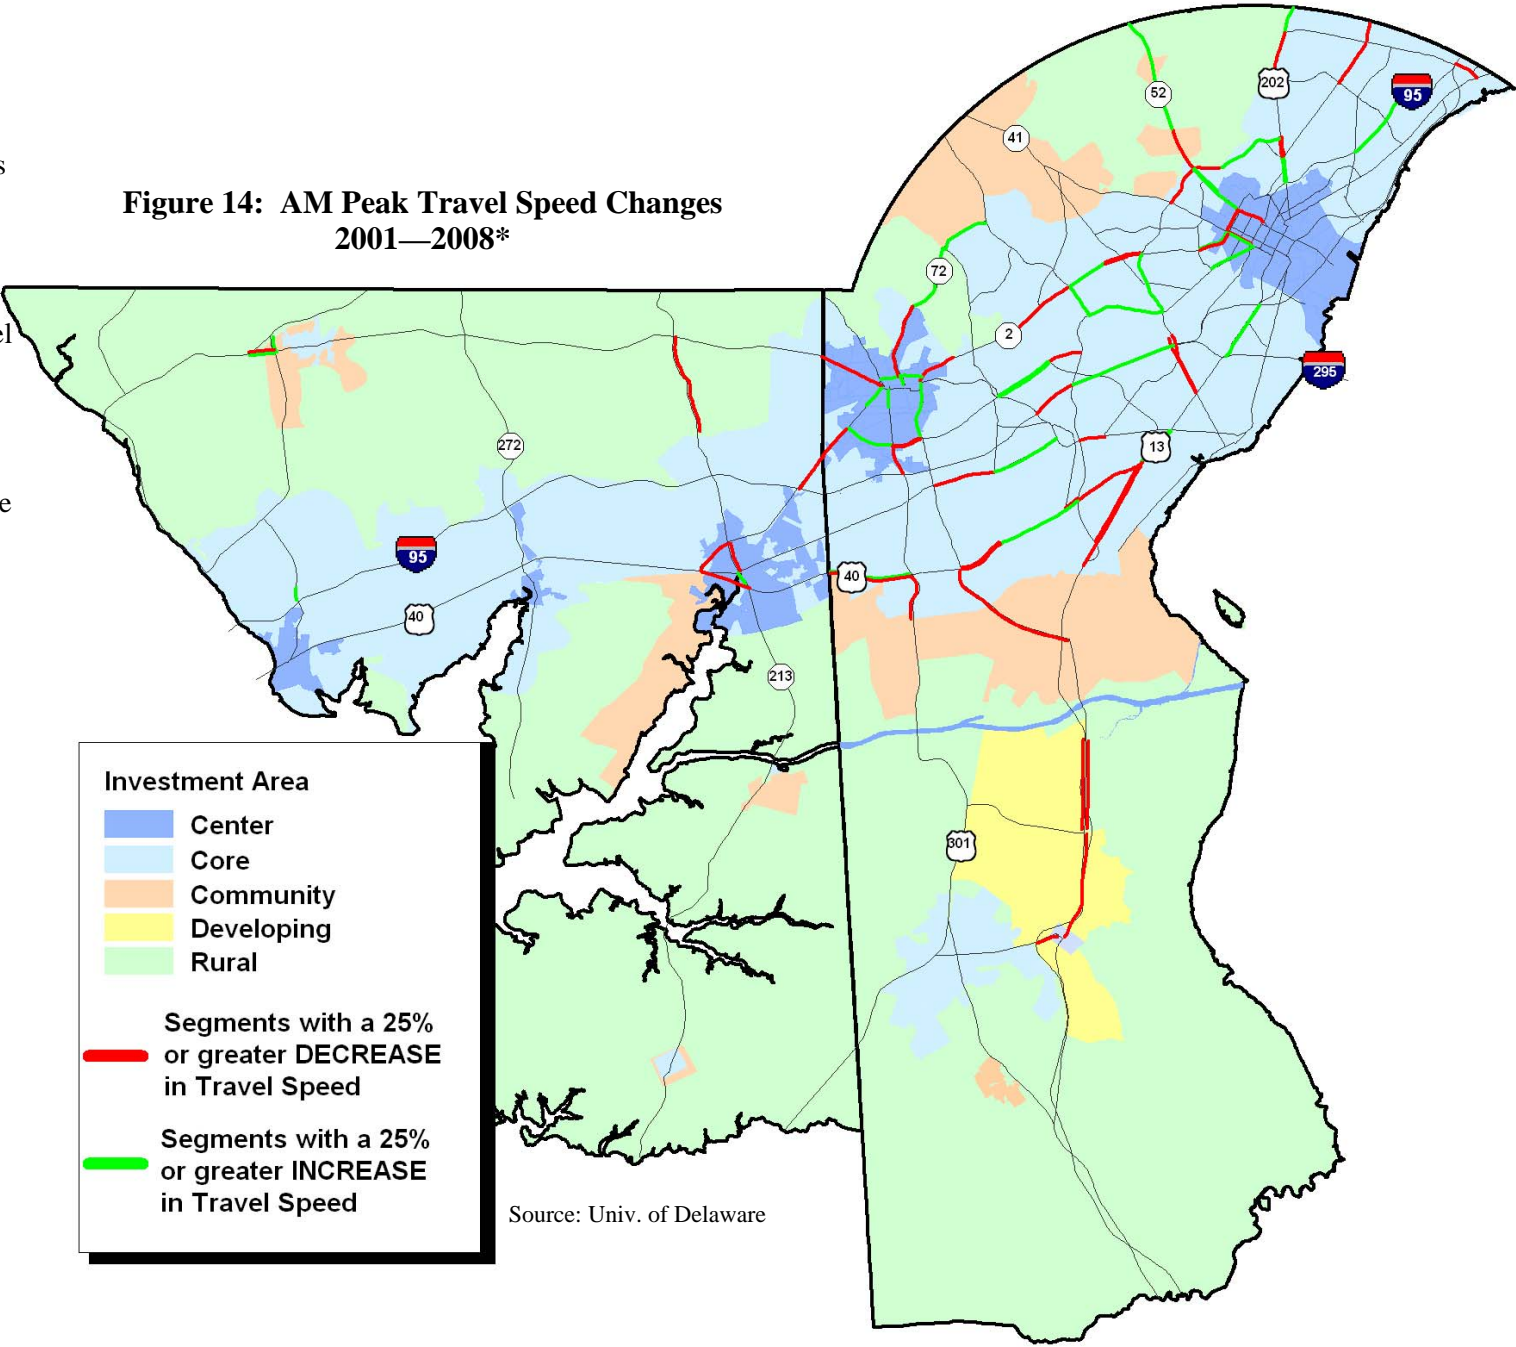 s
el
e
Figure 14:  AM Peak Travel Speed Changes
2001—2008*
52
202
95
41
72
2
295
272
13
95
40
40
213
301
Investment Area
Center
Core
Community
Developing
Rural
Segments with a 25%
or greater DECREASE
in Travel Speed
Segments with a 25%
or greater INCREASE
in Travel Speed
Source: Univ. of Delaware